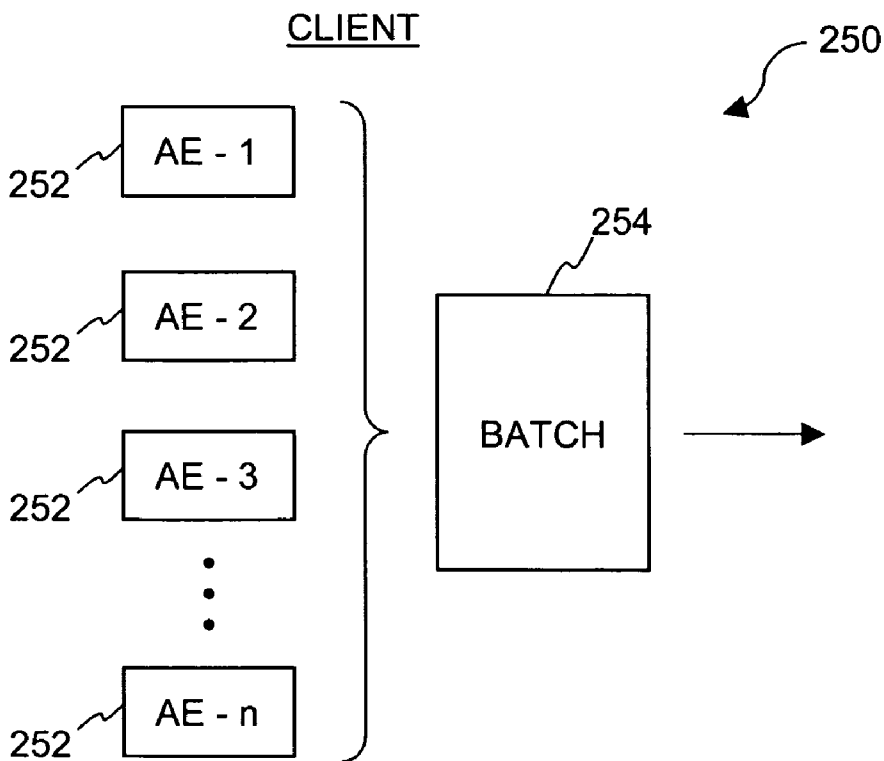 CLIENT
250
AE - 1
252
254
AE - 2
252
BATCH
AE - 3
252
AE - n
252